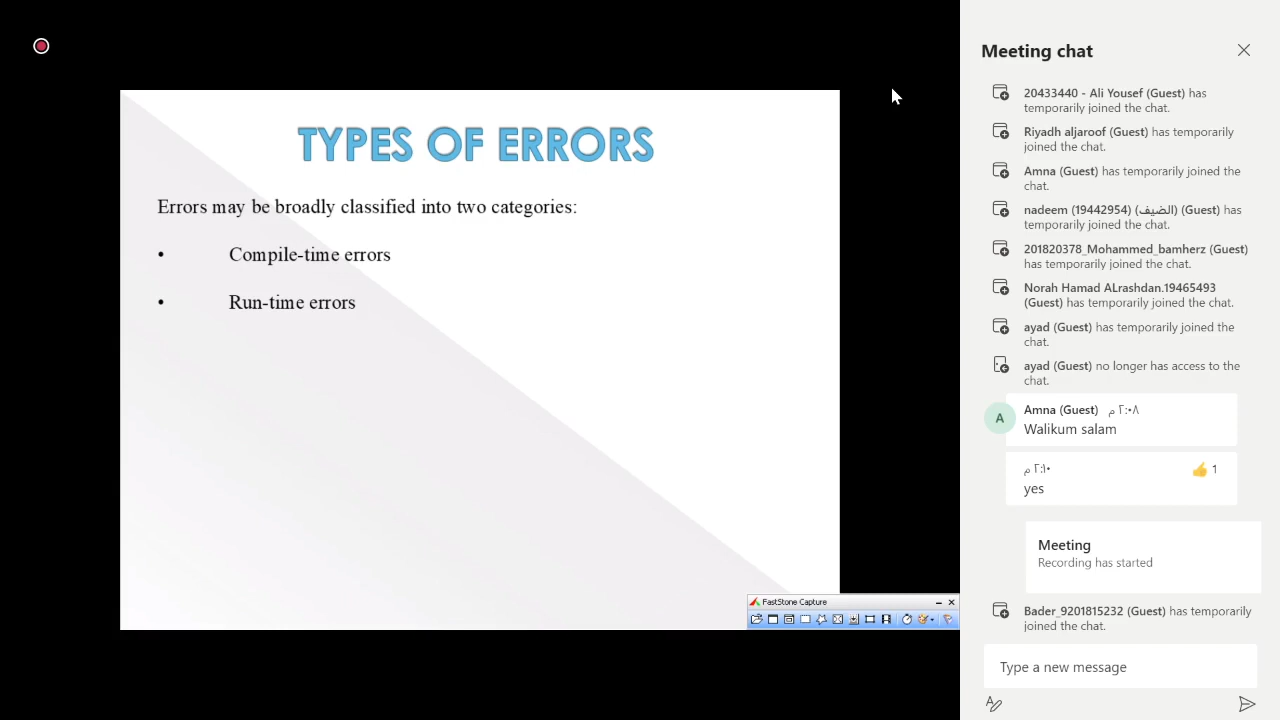 TYPES OF ERRORS
Errors may be broadly classified into two categories:
• Compile-time errors
• Run-time errors
FastStone Capture
Meeting chat
20433440 - Ali Yousef (Guest) has
temporarily joined the chat.
Riyadh aljaroof (Guest) has temporarily
joined the chat.
Amna (Guest) has temporarily joined the
chat.
nadeem (19442954) (الضيف) (Guest) has
temporarily joined the chat.
201820378_Mohammed_bamherz (Guest)
has temporarily joined the chat.
Norah Hamad ALrashdan.19465493
(Guest) has temporarily joined the chat.
ayad (Guest) has temporarily joined the
chat.
ayad (Guest) no longer has access to the
chat.
A
Amna (Guest) ٢:٠٨ م
Walikum salam
٢:١٠ م
👍 1
yes
Meeting
Recording has started
Bader_9201815232 (Guest) has temporarily
joined the chat.
Type a new message